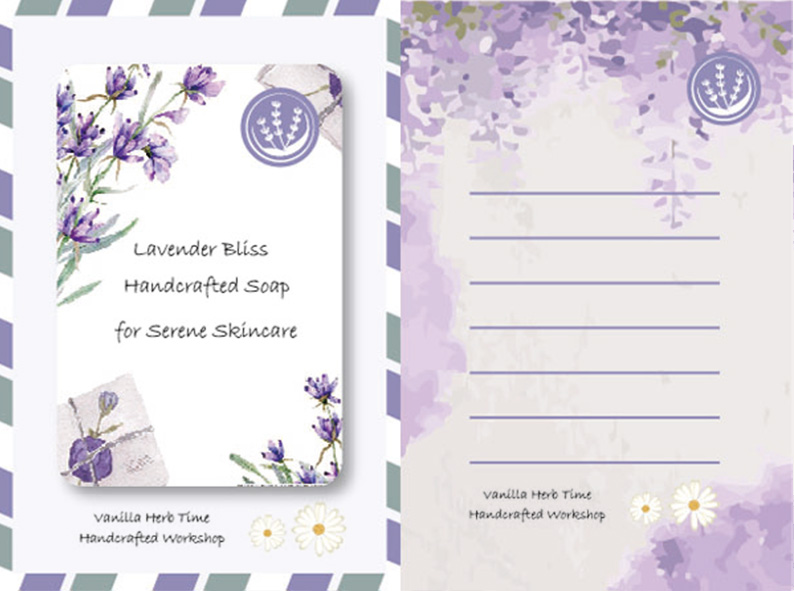 Lavender Bliss
Handcrafted Soap
for Serene Skincare
Vanilla Herb Time
Handcrafted Workshop
Vanilla Herb Time
Handcrafted Workshop